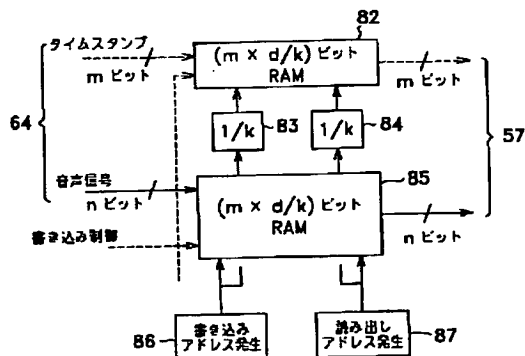 82
タイムスタンプ
m ビット
(m × d/k) ビット
RAM
m ビット
64
1/k
83
1/k
84
57
音声信号
n ビット
85
(m × d/k) ビット
RAM
n ビット
書き込み制御
86
書き込み
アドレス発生
読み出し
アドレス発生
87